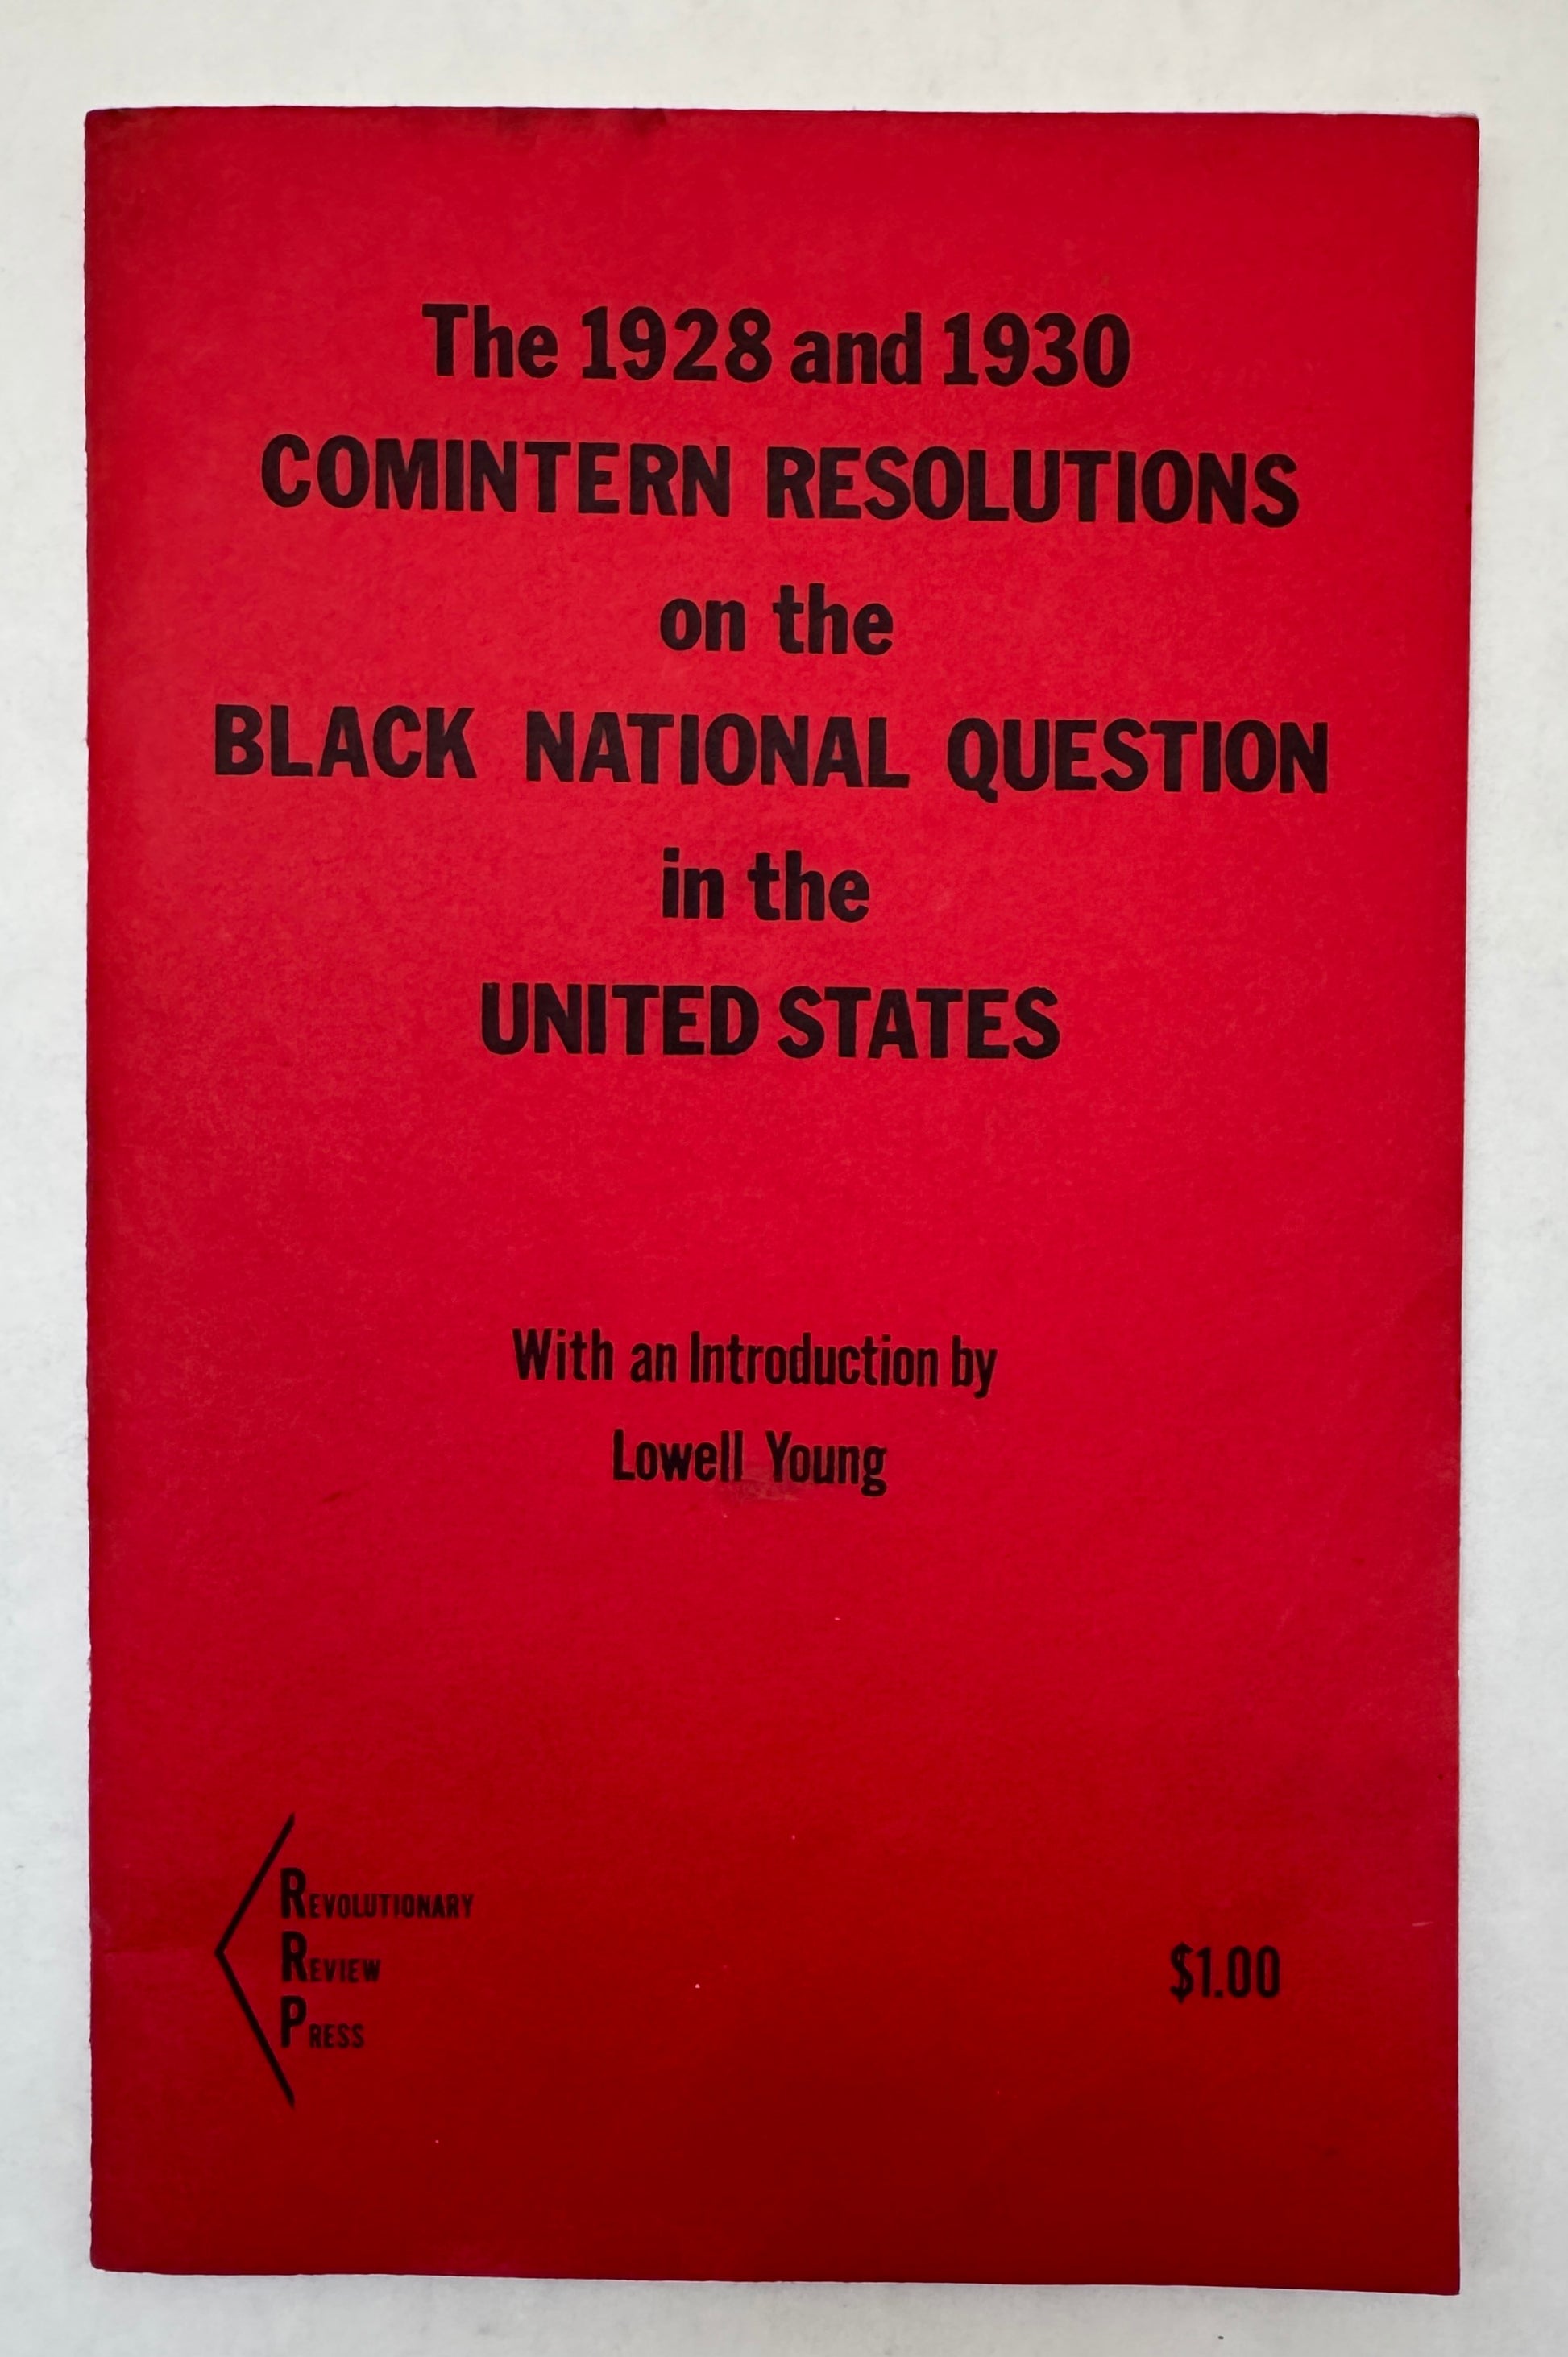 The 1928 and 1930
COMINTERN RESOLUTIONS
on the
BLACK NATIONAL QUESTION
in the
UNITED STATES
With an Introduction by
Lowell Young
REVOLUTIONARY
REVIEW
PRESS
$1.00